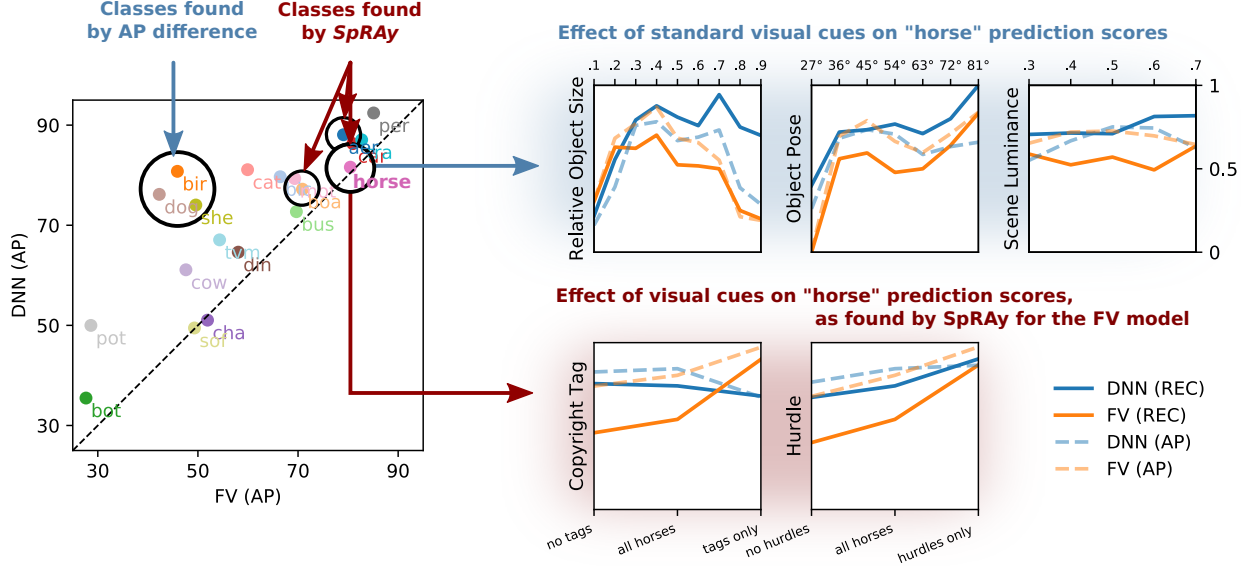 Classes found
by AP difference
Classes found
by SpRAy
Effect of standard visual cues on "horse" prediction scores
.1 .2 .3 .4 .5 .6 .7 .8 .9
27° 36° 45° 54° 63° 72° 81°
.3 .4 .5 .6 .7
Relative Object Size
Object Pose
Scene Luminance
1
0.5
0
90
70
50
30
DNN (AP)
per
car
cat
horse
bir
dog
she
boa
bus
tvm
din
cow
cha
sof
pot
bot
30 50 70 90
FV (AP)
Effect of visual cues on "horse" prediction scores,
as found by SpRAy for the FV model
Copyright Tag
Hurdle
no tags all horses tags only
no hurdles all horses hurdles only
DNN (REC)
FV (REC)
DNN (AP)
FV (AP)